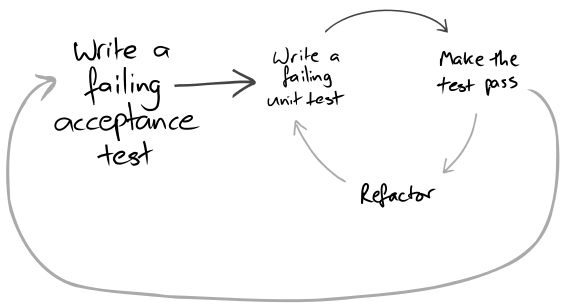 Write a
failing
acceptance
test
Write a
failing
unit test
Make the
test pass
Refactor